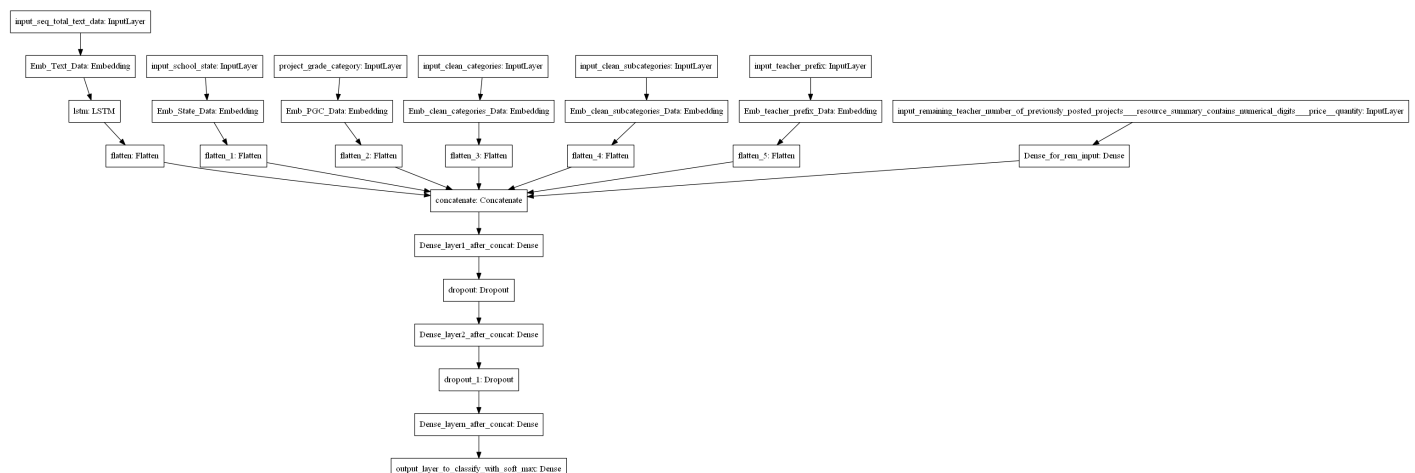 input_seq_total_text_data: InputLayer
Emb_Text_Data: Embedding
input_school_state: InputLayer
project_grade_category: InputLayer
input_clean_categories: InputLayer
input_clean_subcategories: InputLayer
input_teacher_prefix: InputLayer
lstm: LSTM
Emb_State_Data: Embedding
Emb_PGC_Data: Embedding
Emb_clean_categories_Data: Embedding
Emb_clean_subcategories_Data: Embedding
Emb_teacher_prefix_Data: Embedding
input_remaining_teacher_number_of_previously_posted_projects___resource_summary_contains_numerical_digits___price__quantity: InputLayer
flatten: Flatten
flatten_1: Flatten
flatten_2: Flatten
flatten_3: Flatten
flatten_4: Flatten
flatten_5: Flatten
Dense_for_rem_input: Dense
concatenate: Concatenate
Dense_layer1_after_concat: Dense
dropout: Dropout
Dense_layer2_after_concat: Dense
dropout_1: Dropout
Dense_layern_after_concat: Dense
output_layer_to_classify_with_soft_max: Dense